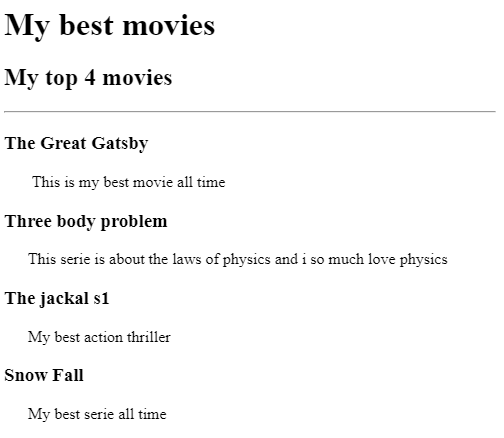 My best movies
My top 4 movies
The Great Gatsby
This is my best movie all time
Three body problem
This serie is about the laws of physics and i so much love physics
The jackal s1
My best action thriller
Snow Fall
My best serie all time